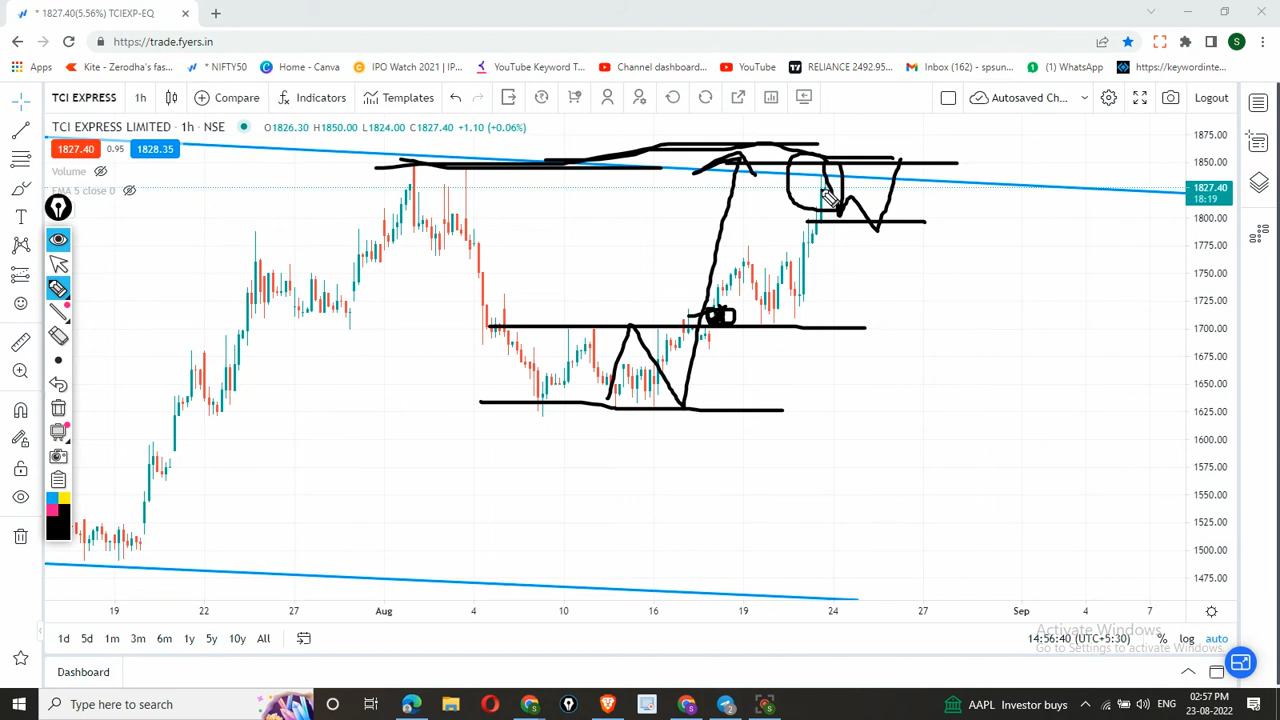 * 1827.40(5.56%) TCIEXP-EQ
https://trade.fyers.in
S
Apps
Kite - Zerodha's fas...
* NIFTY50
Home - Canva
IPO Watch 2021 | IP...
YouTube Keyword T...
Channel dashboard...
YouTube
RELIANCE 2492.95...
Inbox (162) - spsun...
(1) WhatsApp
https://keywordinte...
TCI EXPRESS
1h
Compare
Indicators
Templates
Autosaved Ch...
Logout
TCI EXPRESS LIMITED · 1h · NSE
O1826.30 H1850.00 L1824.00 C1827.40 +1.10 (+0.06%)
1827.40 0.95 1828.35
Volume
EMA 5 close 0
1875.00
1850.00
1827.40
18:19
1800.00
1775.00
1750.00
1725.00
1700.00
1675.00
1650.00
1625.00
1600.00
1575.00
1550.00
1525.00
1500.00
1475.00
19 22 27 Aug 4 10 16 19 24 27 Sep 4 7
1d 5d 1m 3m 6m 1y 5y 10y All
14:56:40 (UTC+5:30) % log auto
Activate Windows
Go to Settings to activate Windows.
Dashboard
Type here to search
AAPL Investor buys
ENG
02:57 PM
23-08-2022